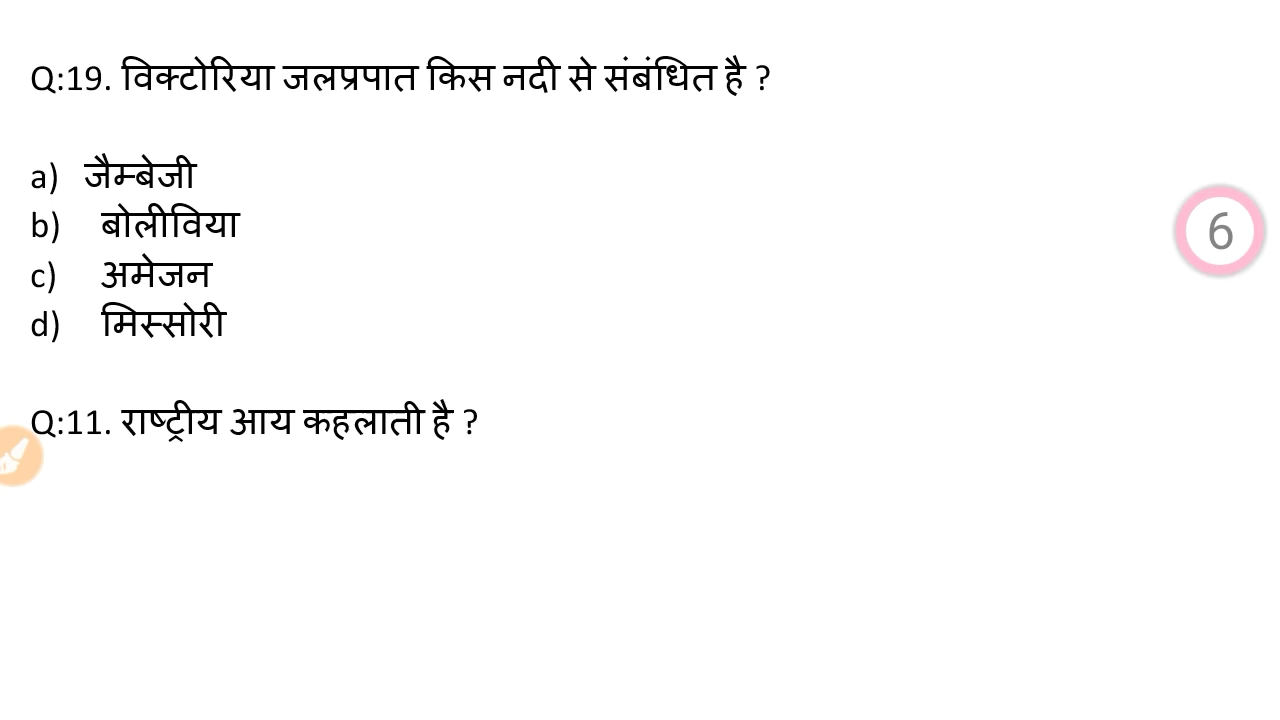 Q:19. विक्टोरिया जलप्रपात किस नदी से संबंधित है ?
a) जैम्बेजी
b) बोलीविया
c) अमेजन
d) मिस्सोरी
6
Q:11. राष्ट्रीय आय कहलाती है ?